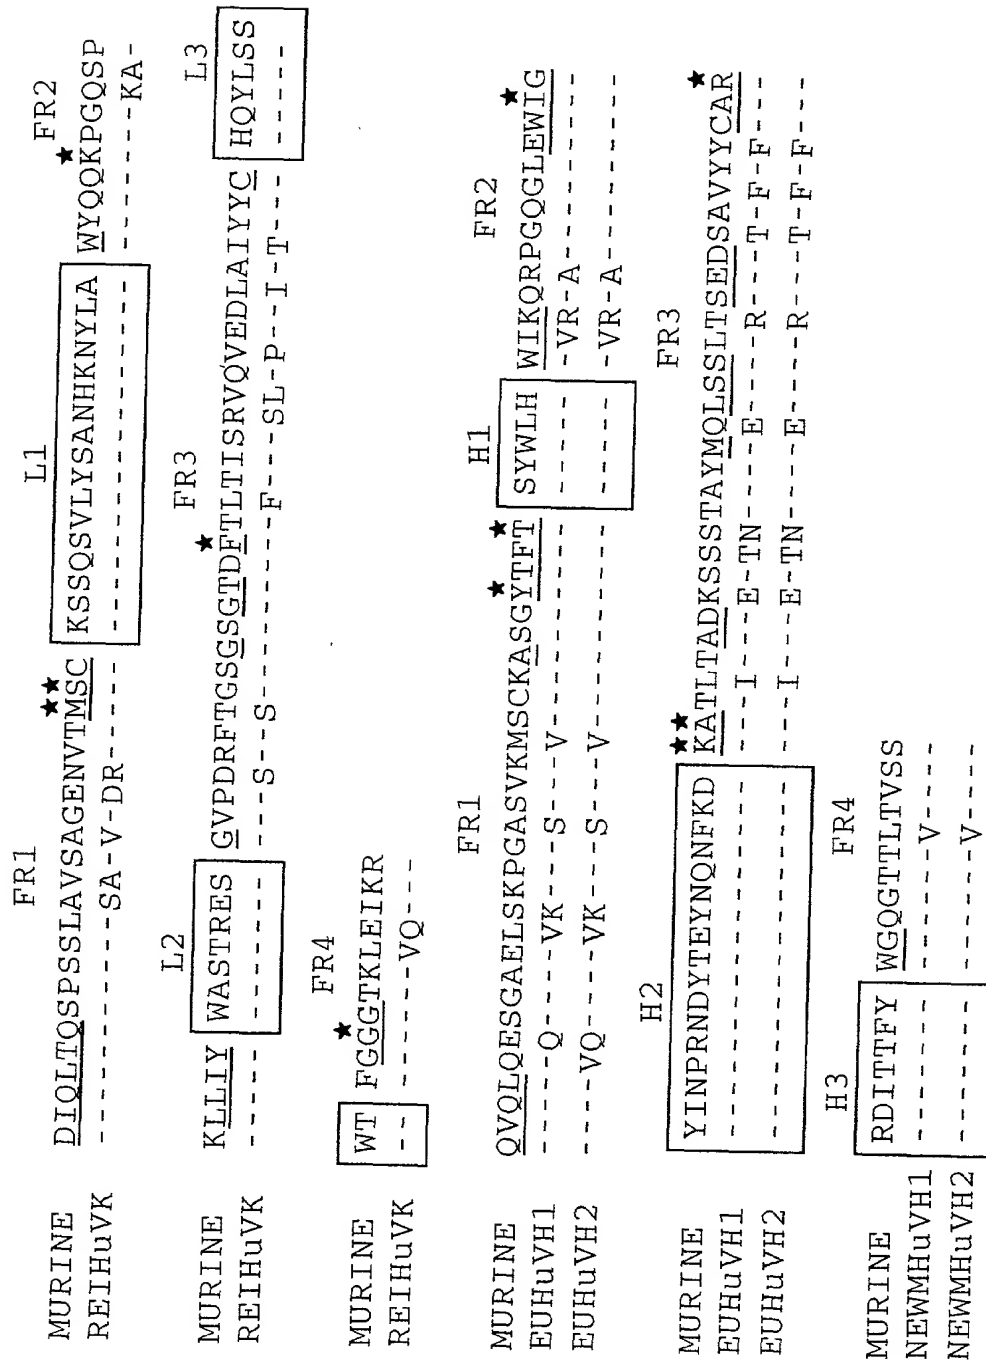 FR1 L1 FR2
★★ ★
MURINE DIQLTQSPSSLAVSAGENVTMSC KSSQSVLYSANHKNYLA WYQQKPGQSP
REIHuVK -----------SA-V-DR----- ----------------- -------KA-
L2 FR3 L3
★
MURINE KLLIY WASTRES GVPDRFTGSGSGTDFTLTISRVQVEDLAIYYC HQYLSS
REIHuVK ----- ------- ---S--S---------F---SL-P--I-T--- ------
FR4
★
MURINE WT FGGGTKLEIKR
REIHuVK -- ------VQ---
FR1 H1 FR2
★ ★ ★
MURINE QVQLQESGAELSKPGASVKMSCKASGYTFT SYWLH WIKQRPGQGLEWIG
EUHuVH1 -----Q----VK---S---V---------- ----- -VR-A---------
EUHuVH2 ----VQ----VK---S---V---------- ----- -VR-A---------
H2 FR3
★★ ★
MURINE YINPRNDYTEYNQNFKD KATLTADKSSSTAYMQLSSLTSEDSAVYYCAR
EUHuVH1 ----------------- ---I---E-TN----E----R---T-F-F---
EUHuVH2 ----------------- ---I---E-TN----E----R---T-F-F---
H3 FR4
MURINE RDITTFY WGQGTTLTVSS
NEWMHuVH1 ------- ------V----
NEWMHuVH2 ------- ------V----